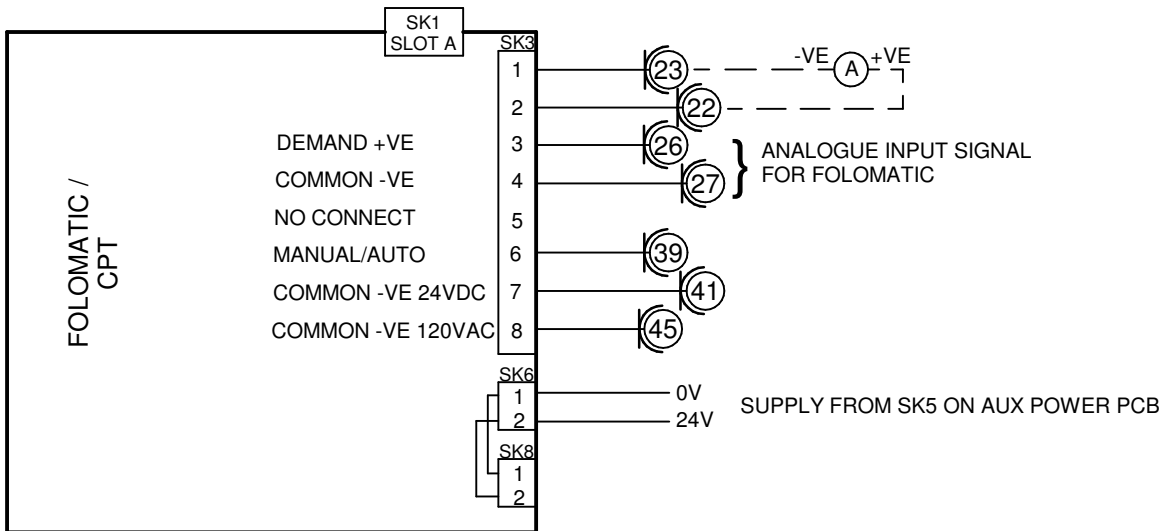 SK1
SLOT A
SK3
1
23
-VE
A
+VE
2
22
DEMAND +VE
3
26
ANALOGUE INPUT SIGNAL
FOR FOLOMATIC
COMMON -VE
4
27
NO CONNECT
5
MANUAL/AUTO
6
39
COMMON -VE 24VDC
7
41
COMMON -VE 120VAC
8
45
FOLOMATIC /
CPT
SK6
1
0V
2
24V
SUPPLY FROM SK5 ON AUX POWER PCB
SK8
1
2